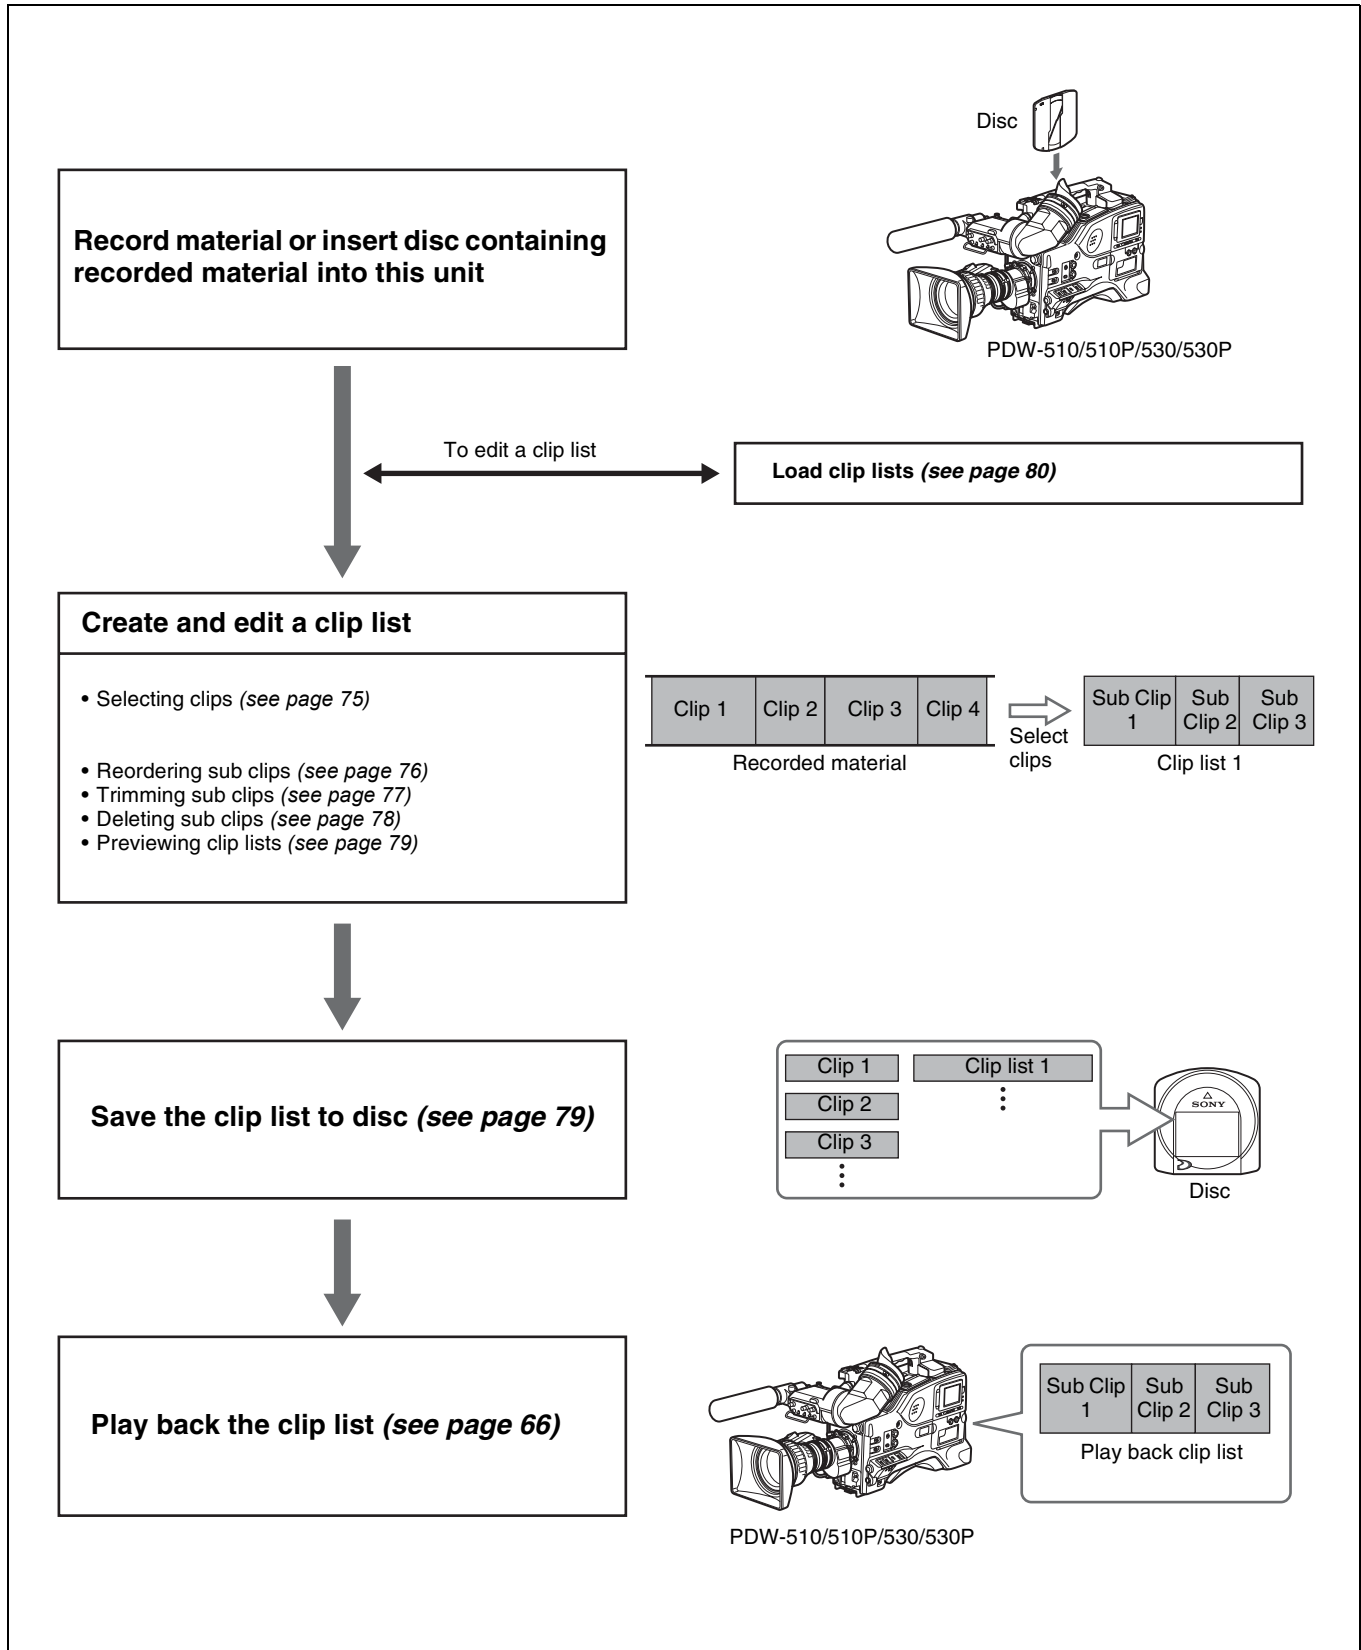 Disc
Record material or insert disc containing
recorded material into this unit
PDW-510/510P/530/530P
To edit a clip list
Load clip lists (see page 80)
Create and edit a clip list
• Selecting clips (see page 75)
• Reordering sub clips (see page 76)
• Trimming sub clips (see page 77)
• Deleting sub clips (see page 78)
• Previewing clip lists (see page 79)
Clip 1
Clip 2
Clip 3
Clip 4
Recorded material
Select
clips
Sub Clip
1
Sub
Clip 2
Sub
Clip 3
Clip list 1
Save the clip list to disc (see page 79)
Clip 1
Clip 2
Clip 3
Clip list 1
SONY
Disc
Play back the clip list (see page 66)
PDW-510/510P/530/530P
Sub Clip
1
Sub
Clip 2
Sub
Clip 3
Play back clip list